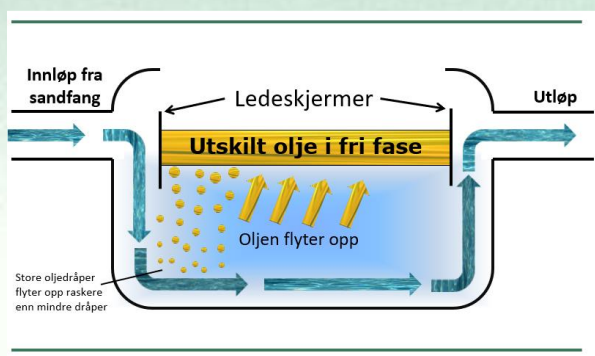 Innløp fra
sandfang
Ledeskjermer
Utløp
Utskilt olje i fri fase
Oljen flyter opp
Store oljedråper
flyter opp raskere
enn mindre dråper